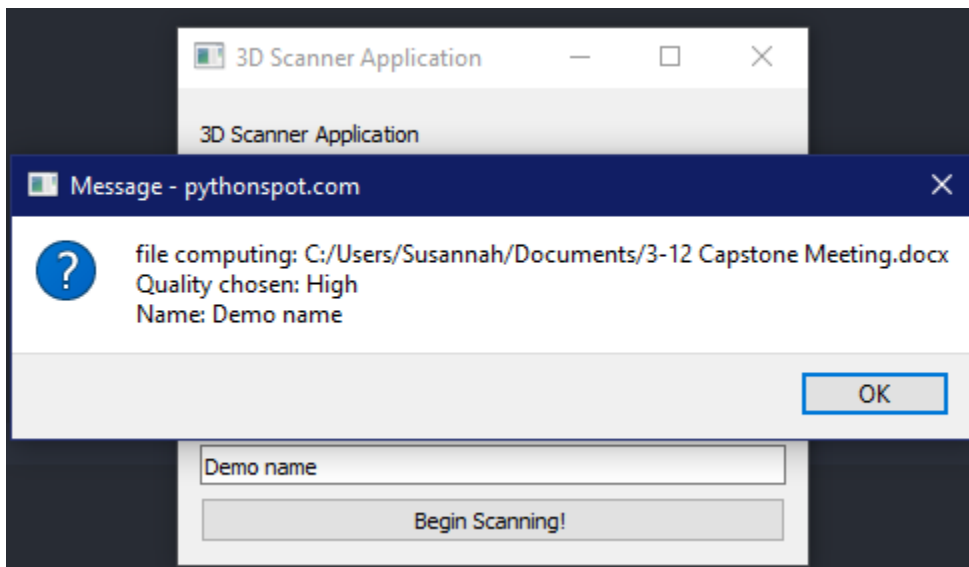 3D Scanner Application
3D Scanner Application
Message - pythonspot.com
file computing: C:/Users/Susannah/Documents/3-12 Capstone Meeting.docx
Quality chosen: High
Name: Demo name
OK
Demo name
Begin Scanning!